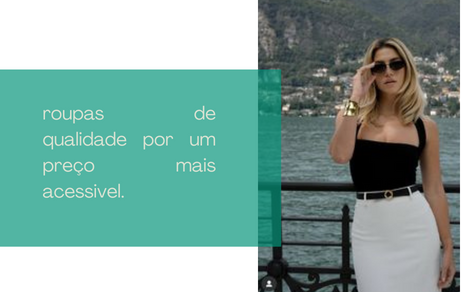 roupas de
qualidade por um
preço mais
acessivel.